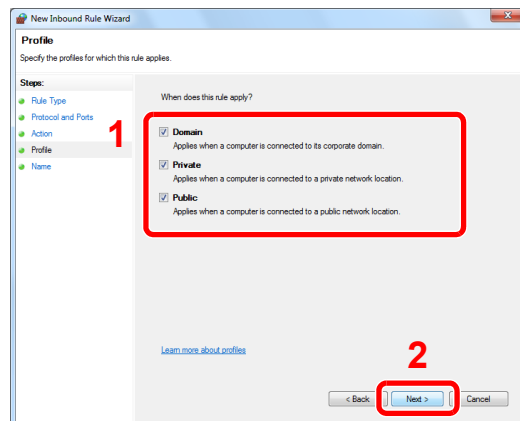 New Inbound Rule Wizard
Profile
Specify the profiles for which this rule applies.
Steps:
Rule Type
Protocol and Ports
Action
Profile
Name
1
When does this rule apply?
Domain
Applies when a computer is connected to its corporate domain.
Private
Applies when a computer is connected to a private network location.
Public
Applies when a computer is connected to a public network location.
Learn more about profiles
2
< Back
Next >
Cancel